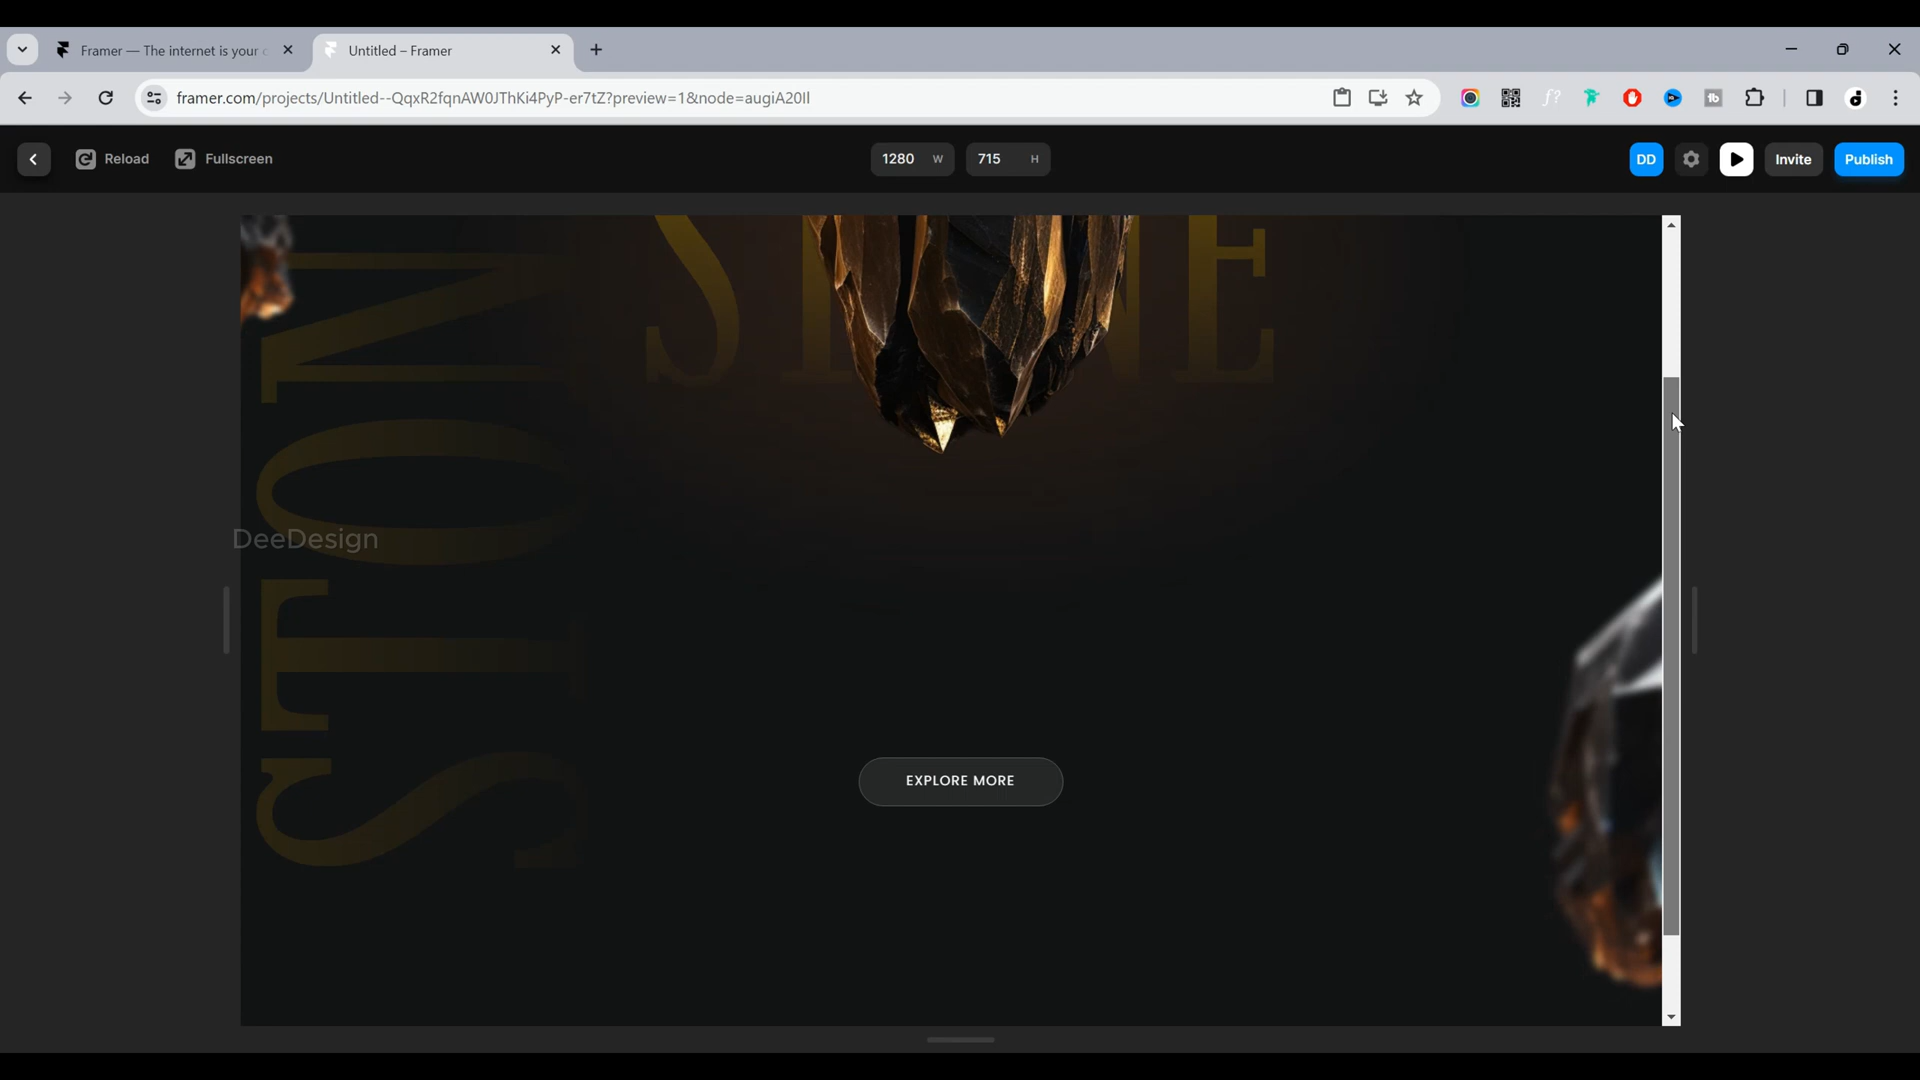 Framer — The internet is your
Untitled – Framer
framer.com/projects/Untitled--QqxR2fqnAW0JThKi4PyP-er7tZ?preview=1&node=augiA20Il
Reload
Fullscreen
1280 W
715 H
DD
Invite
Publish
STONE
STON
DeeDesign
EXPLORE MORE